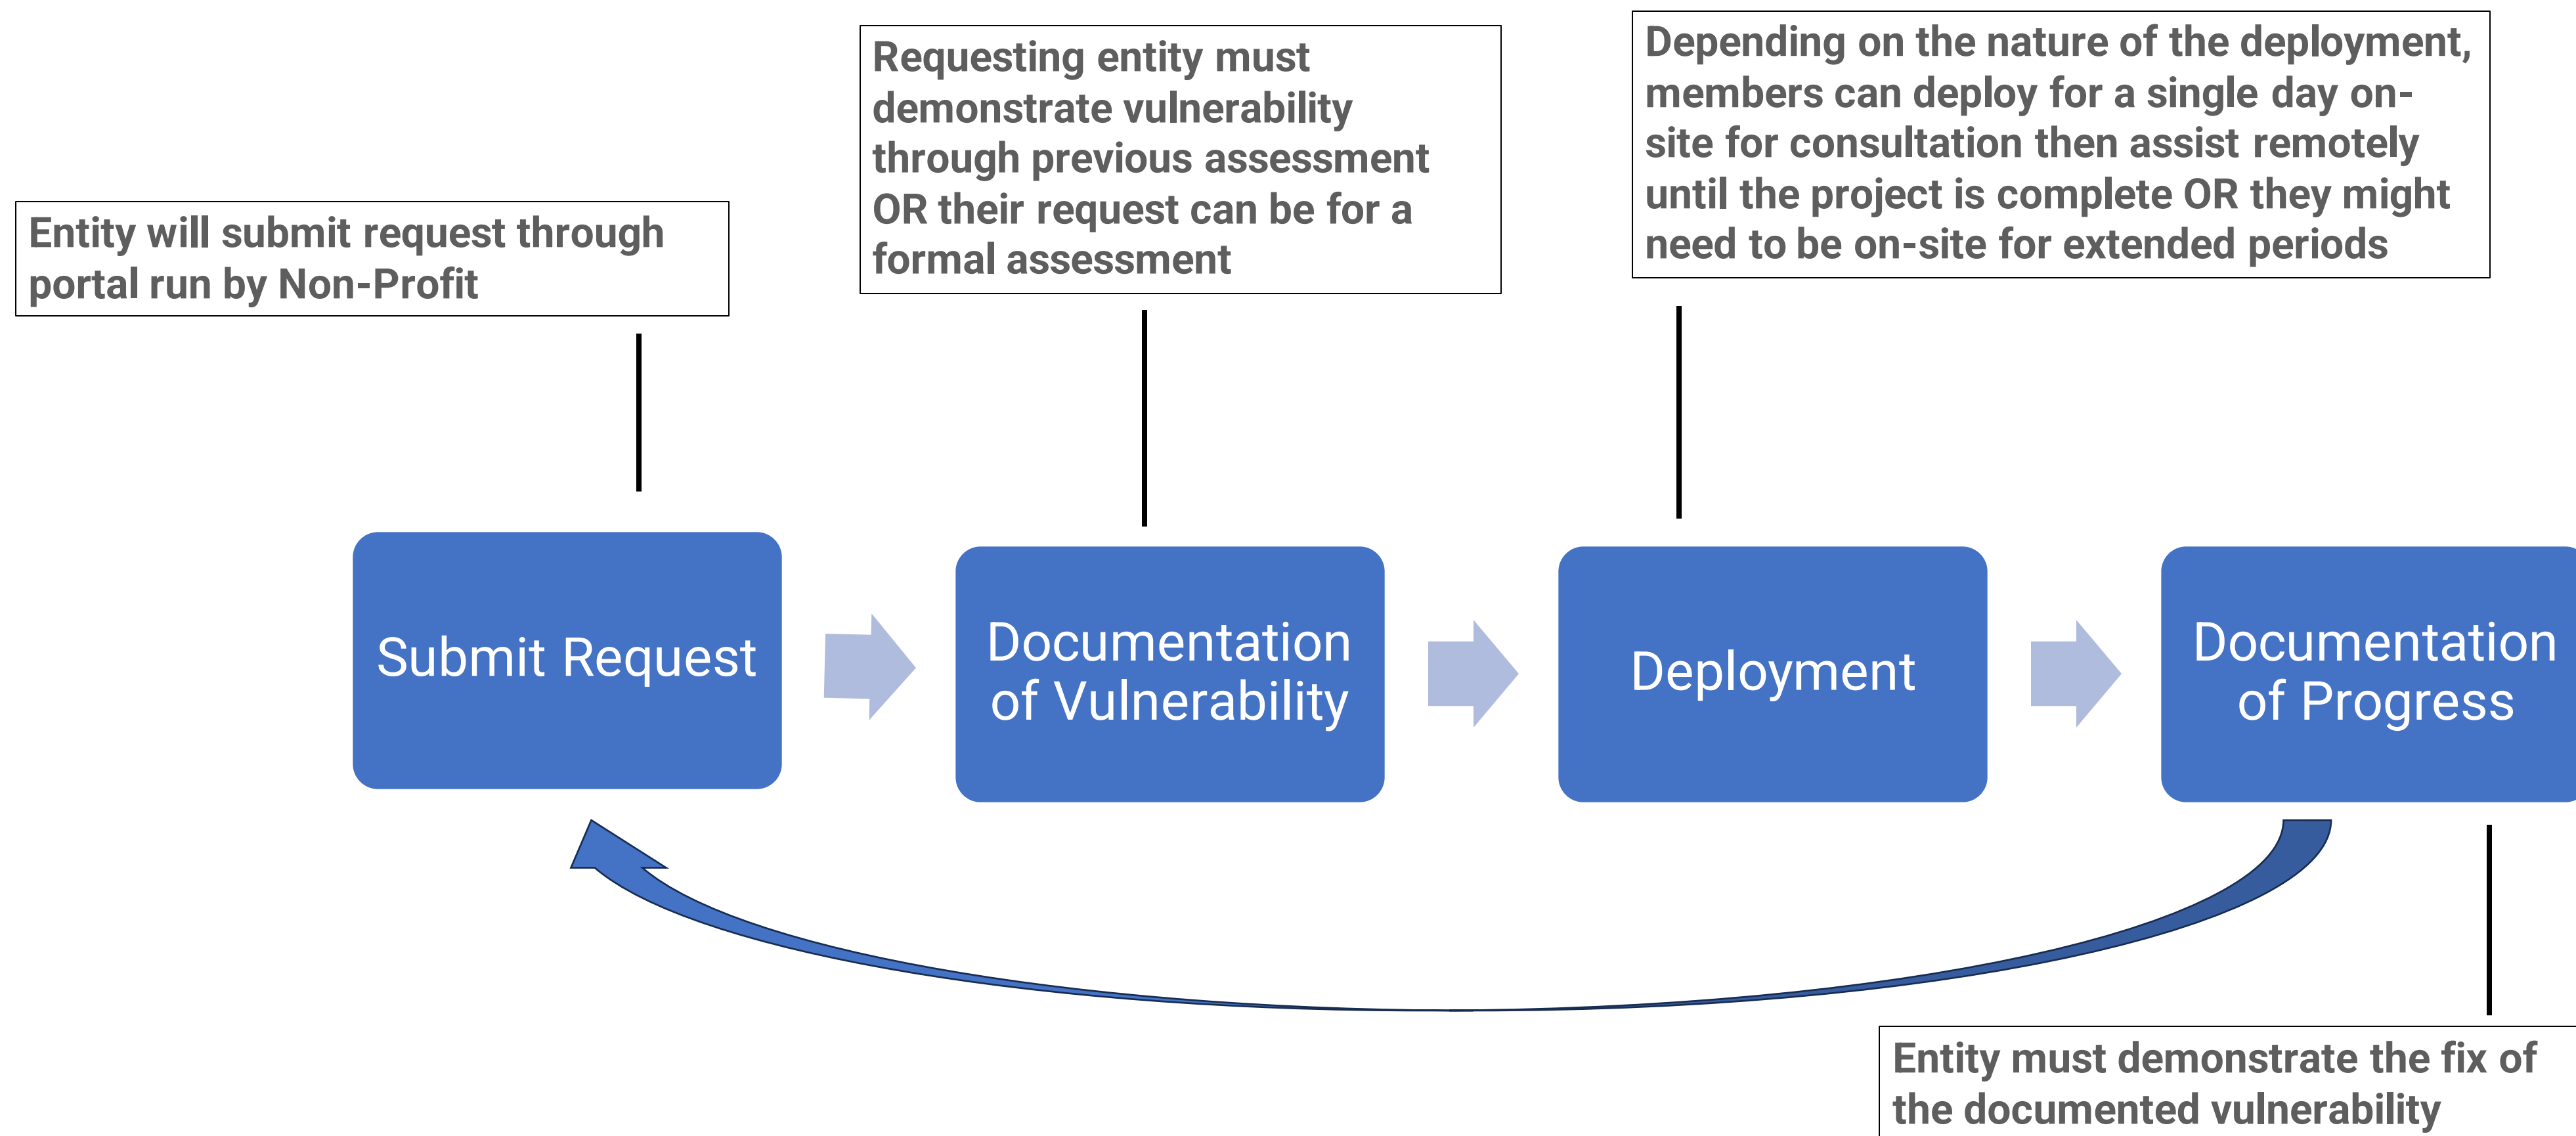 Entity will submit request through
portal run by Non-Profit
Requesting entity must
demonstrate vulnerability
through previous assessment
OR their request can be for a
formal assessment
Depending on the nature of the deployment,
members can deploy for a single day on-
site for consultation then assist remotely
until the project is complete OR they might
need to be on-site for extended periods
Submit Request
Documentation
of Vulnerability
Deployment
Documentation
of Progress
Entity must demonstrate the fix of
the documented vulnerability